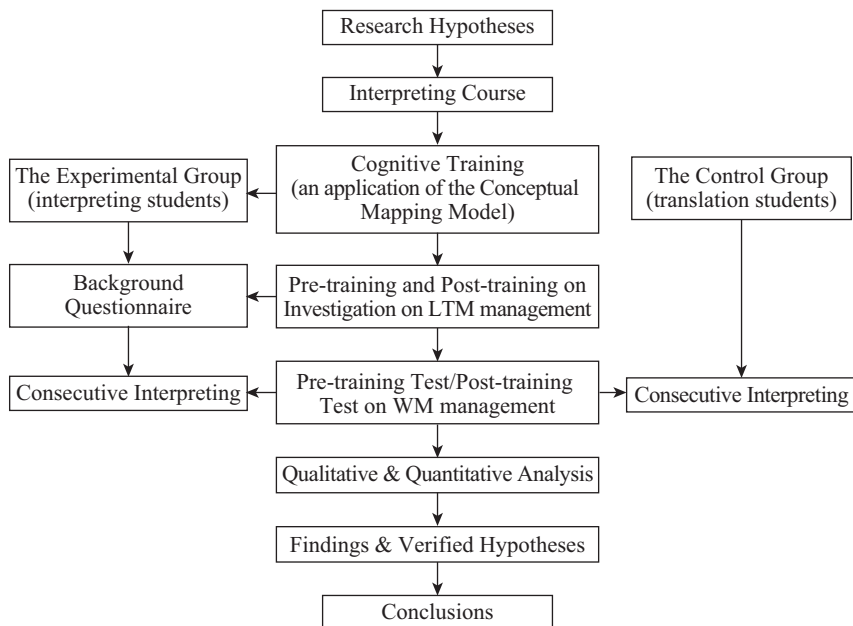 Research Hypotheses
Interpreting Course
Cognitive Training
(an application of the Conceptual
Mapping Model)
The Experimental Group
(interpreting students)
The Control Group
(translation students)
Background
Questionnaire
Pre-training and Post-training on
Investigation on LTM management
Consecutive Interpreting
Pre-training Test/Post-training
Test on WM management
Consecutive Interpreting
Qualitative & Quantitative Analysis
Findings & Verified Hypotheses
Conclusions